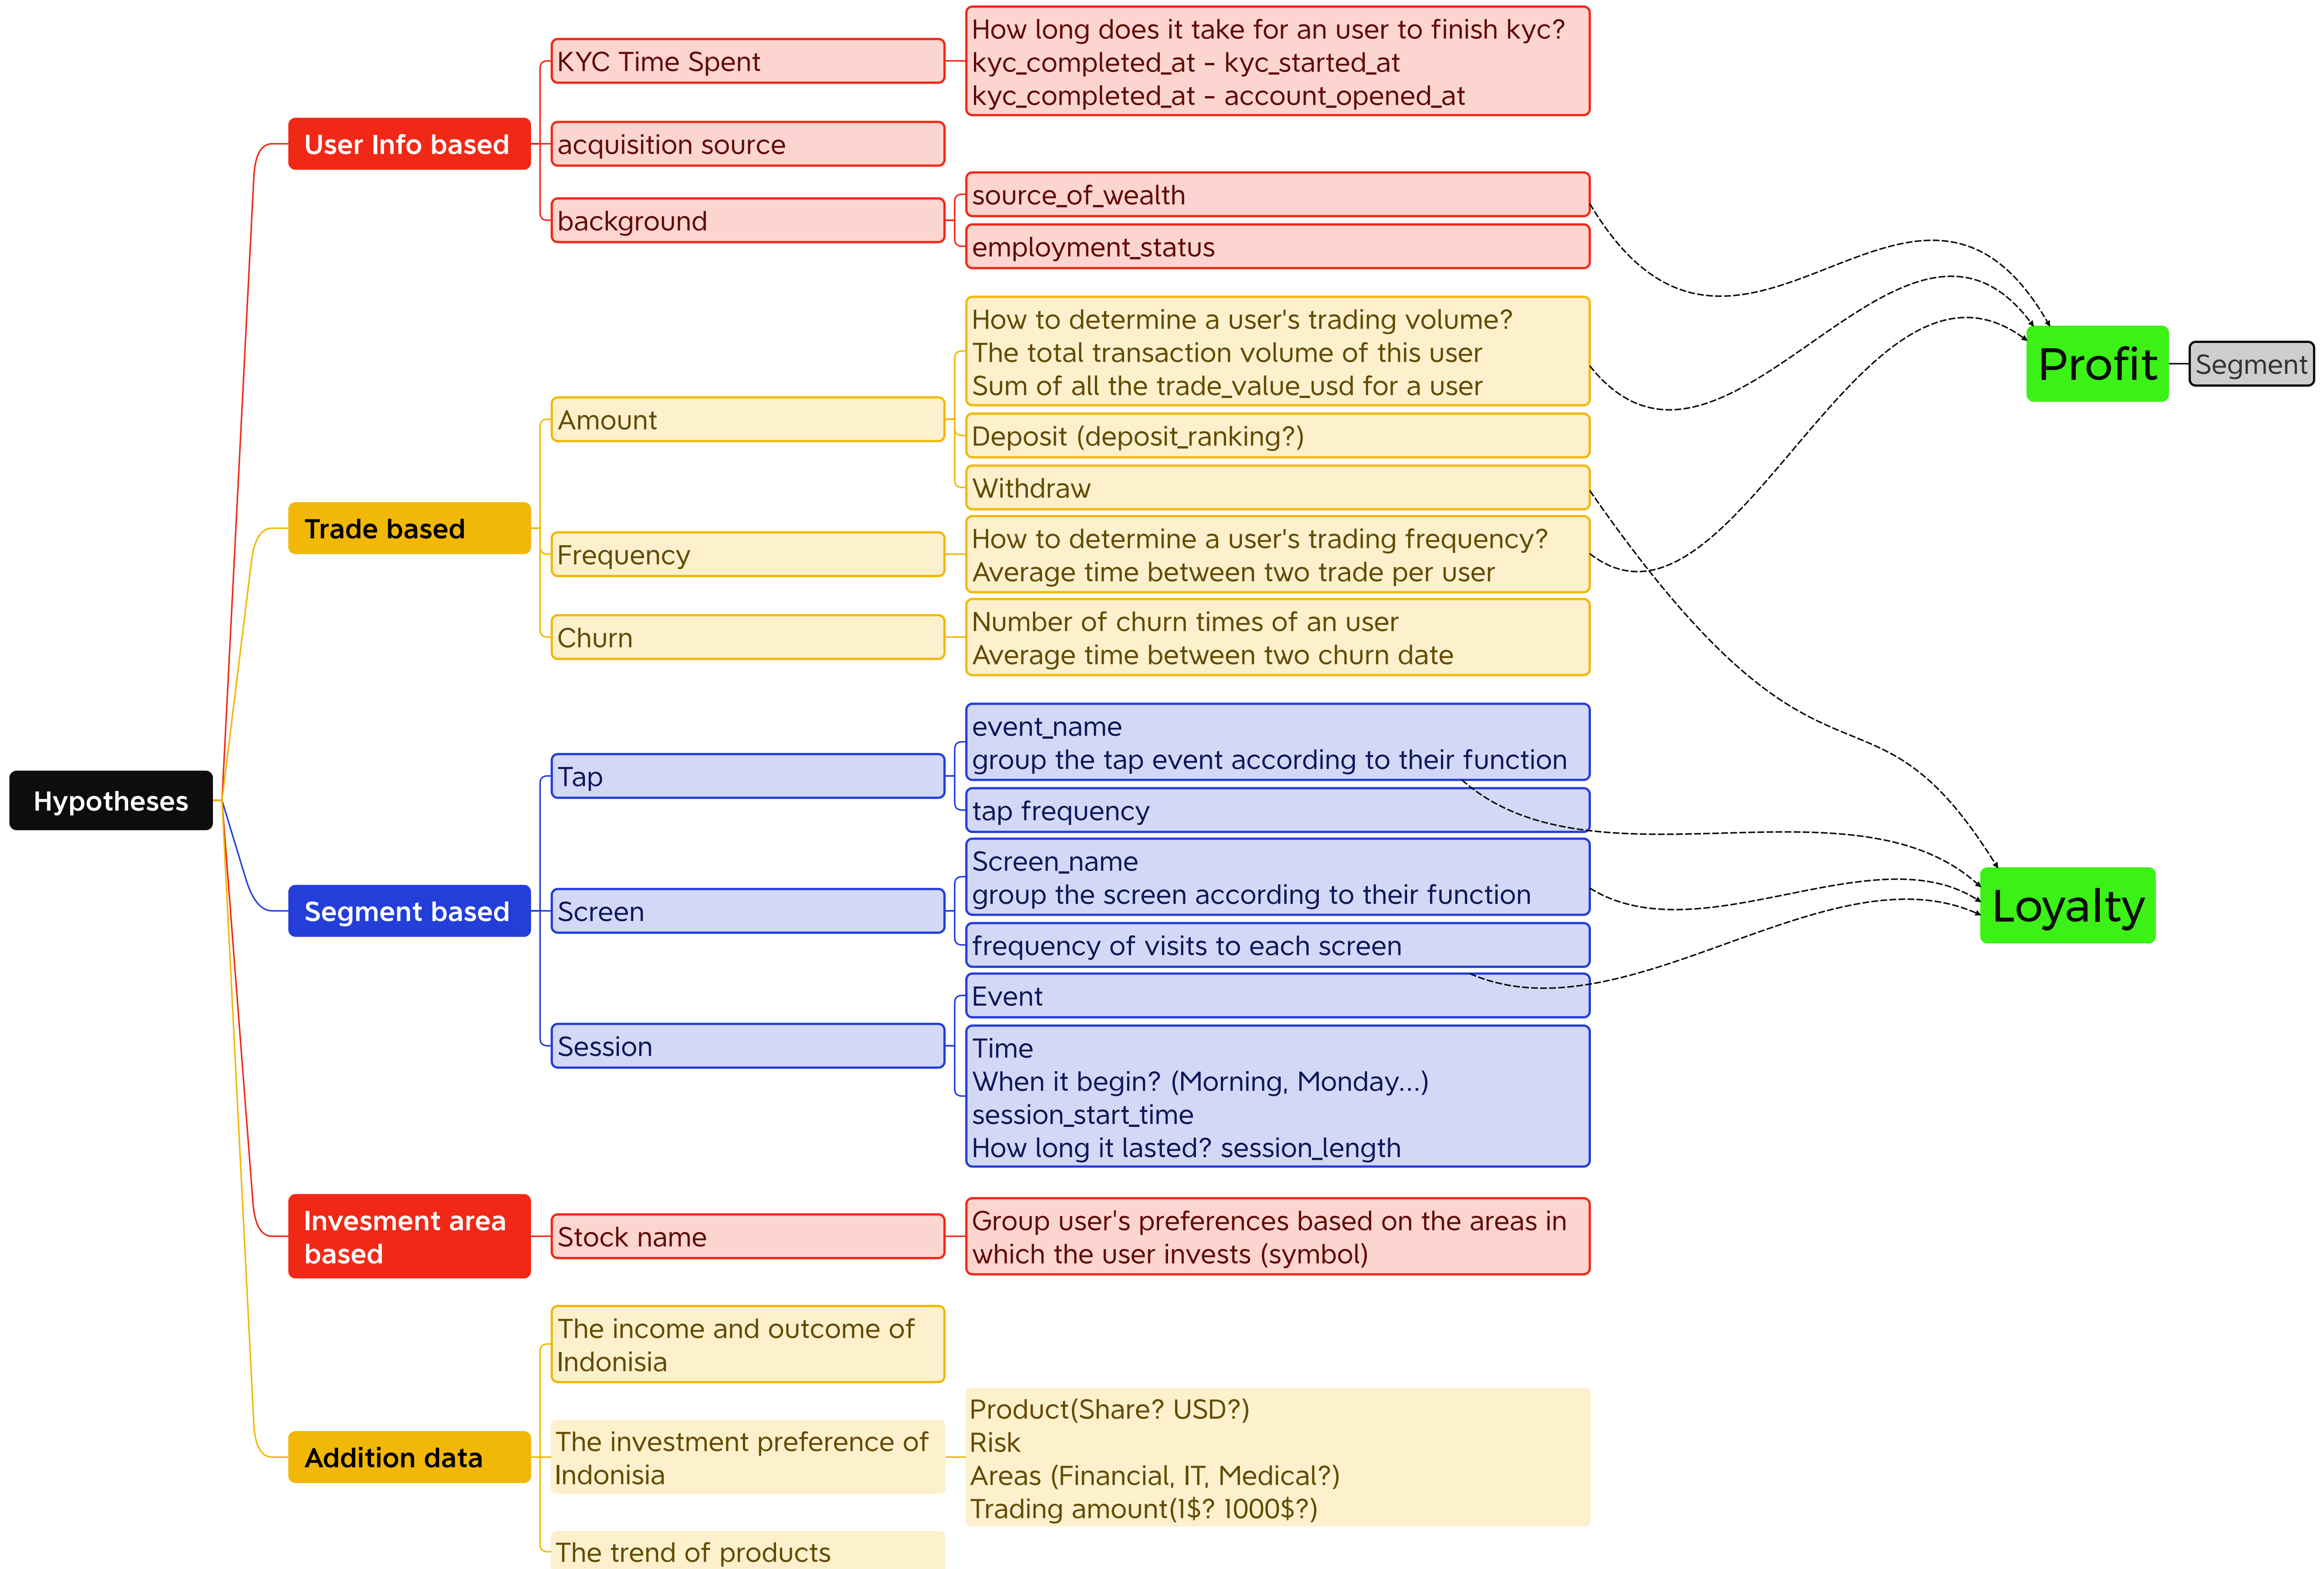 Hypotheses
User Info based
KYC Time Spent
How long does it take for an user to finish kyc?
kyc_completed_at - kyc_started_at
kyc_completed_at - account_opened_at
acquisition source
background
source_of_wealth
employment_status
Trade based
Amount
How to determine a user's trading volume?
The total transaction volume of this user
Sum of all the trade_value_usd for a user
Deposit (deposit_ranking?)
Withdraw
Frequency
How to determine a user's trading frequency?
Average time between two trade per user
Churn
Number of churn times of an user
Average time between two churn date
Segment based
Tap
event_name
group the tap event according to their function
tap frequency
Screen
Screen_name
group the screen according to their function
frequency of visits to each screen
Session
Event
Time
When it begin? (Morning, Monday...)
session_start_time
How long it lasted? session_length
Invesment area
based
Stock name
Group user's preferences based on the areas in
which the user invests (symbol)
Addition data
The income and outcome of
Indonisia
The investment preference of
Indonisia
Product(Share? USD?)
Risk
Areas (Financial, IT, Medical?)
Trading amount(1$? 1000$?)
The trend of products
Profit
Segment
Loyalty